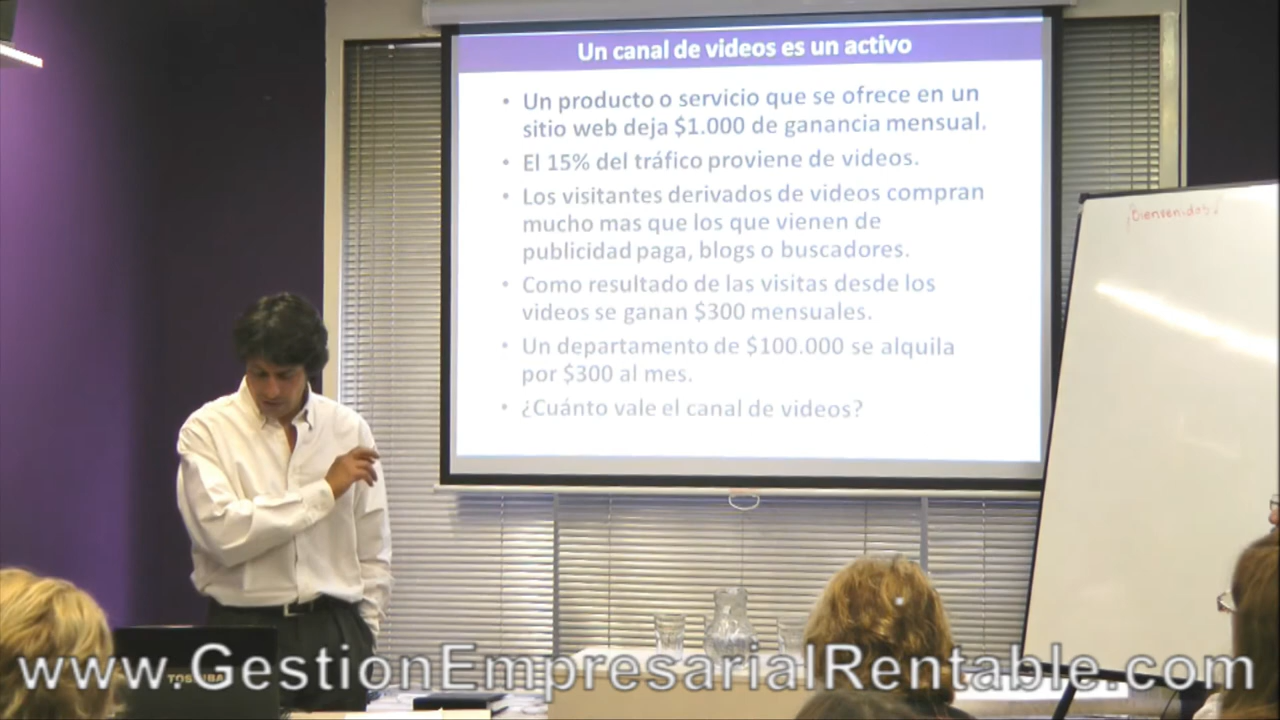 Un canal de videos es un activo
• Un producto o servicio que se ofrece en un
sitio web deja $1.000 de ganancia mensual.
• El 15% del tráfico proviene de videos.
• Los visitantes derivados de videos compran
mucho mas que los que vienen de
publicidad paga, blogs o buscadores.
• Como resultado de las visitas desde los
videos se ganan $300 mensuales.
• Un departamento de $100.000 se alquila
por $300 al mes.
• ¿Cuánto vale el canal de videos?
¡Bienvenidos!
TOSHIBA
www.GestionEmpresarialRentable.com